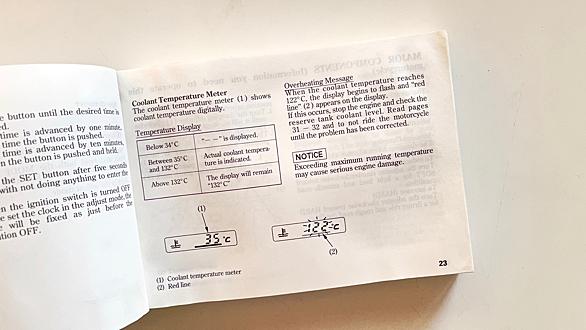 e button until the desired time is
ed.
time is advanced by one minute,
time the button is pushed.
time is advanced by ten minutes,
n the button is pushed and held.
the SET button after five seconds
with not doing anything to enter the
en the ignition switch is turned OFF
e set the clock in the adjust mode, the
e will be fixed as just before the
ition OFF.
Coolant Temperature Meter
The coolant temperature meter (1) shows
the coolant temperature digitally.
Temperature Display
Below 34°C
“– –” is displayed.
Between 35°C
and 132°C
Actual coolant tempera-
ture is indicated.
Above 132°C
The display will remain
“132°C”
(1)
35°C
(1) Coolant temperature meter
(2) Red line
Overheating Message
When the coolant temperature reaches
122°C, the display begins to flash and “red
line” (2) appears on the display.
If this occurs, stop the engine and check the
reserve tank coolant level. Read pages
31 – 32 and to not ride the motorcycle
until the problem has been corrected.
NOTICE
Exceeding maximum running temperature
may cause serious engine damage.
122°C
(2)
23